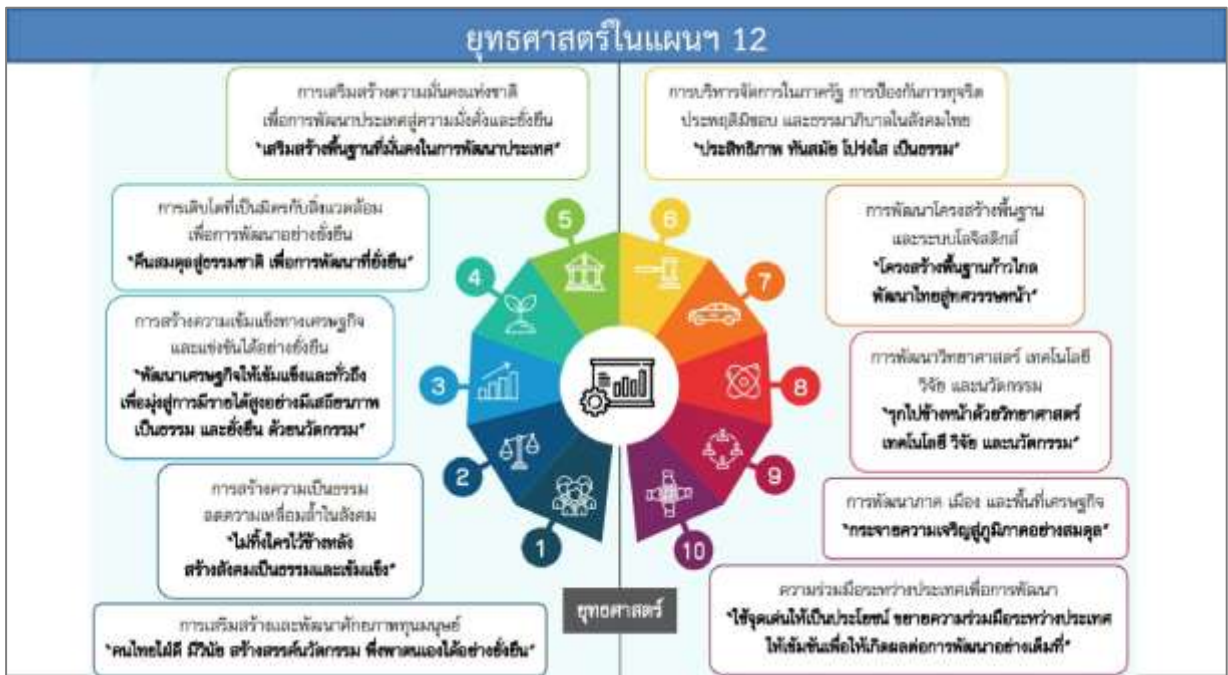 ยุทธศาสตร์ในแผนฯ 12
การเสริมสร้างความมั่นคงแห่งชาติ
เพื่อการพัฒนาประเทศสู่ความมั่งคั่งและยั่งยืน
"เสริมสร้างพื้นฐานที่มั่นคงในการพัฒนาประเทศ"
การเติบโตที่เป็นมิตรกับสิ่งแวดล้อม
เพื่อการพัฒนาอย่างยั่งยืน
"คืนสมดุลสู่ธรรมชาติ เพื่อการพัฒนาที่ยั่งยืน"
การสร้างความเข้มแข็งทางเศรษฐกิจ
และแข่งขันได้อย่างยั่งยืน
"พัฒนาเศรษฐกิจให้เข้มแข็งและทั่วถึง
เพื่อมุ่งสู่การมีรายได้สูงอย่างมีเสถียรภาพ
เป็นธรรม และยั่งยืน ด้วยนวัตกรรม"
การสร้างความเป็นธรรม
ลดความเหลื่อมล้ำในสังคม
"ไม่ทิ้งใครไว้ข้างหลัง
สร้างสังคมเป็นธรรมและเข้มแข็ง"
การเสริมสร้างและพัฒนาศักยภาพทุนมนุษย์
"คนไทยใฝ่ดี มีวินัย สร้างสรรค์นวัตกรรม พึ่งพาตนเองได้อย่างยั่งยืน"
5
4
3
2
1
6
7
8
9
10
ยุทธศาสตร์
การบริหารจัดการในภาครัฐ การป้องกันการทุจริต
ประพฤติมิชอบ และธรรมาภิบาลในสังคมไทย
"ประสิทธิภาพ ทันสมัย โปร่งใส เป็นธรรม"
การพัฒนาโครงสร้างพื้นฐาน
และระบบโลจิสติกส์
"โครงสร้างพื้นฐานก้าวไกล
พัฒนาไทยสู่ทศวรรษหน้า"
การพัฒนาวิทยาศาสตร์ เทคโนโลยี
วิจัย และนวัตกรรม
"รุกไปข้างหน้าด้วยวิทยาศาสตร์
เทคโนโลยี วิจัย และนวัตกรรม"
การพัฒนาภาค เมือง และพื้นที่เศรษฐกิจ
"กระจายความเจริญสู่ภูมิภาคอย่างสมดุล"
ความร่วมมือระหว่างประเทศเพื่อการพัฒนา
"ใช้จุดเด่นให้เป็นประโยชน์ ขยายความร่วมมือระหว่างประเทศ
ให้เข้มข้นเพื่อให้เกิดผลต่อการพัฒนาอย่างเต็มที่"